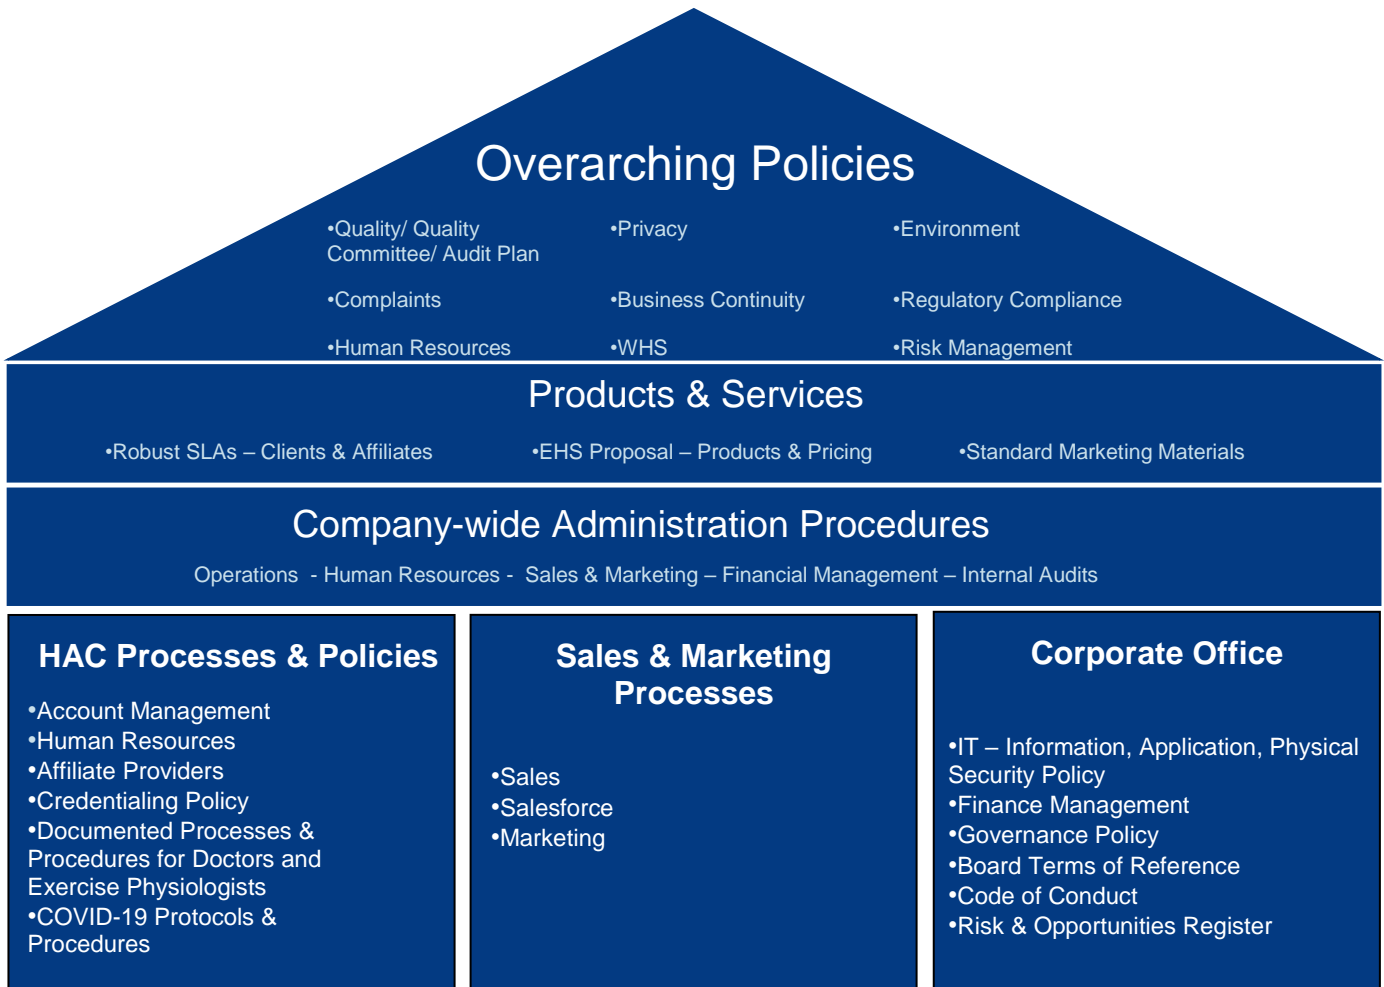 Overarching Policies
•Quality/ Quality
Committee/ Audit Plan
•Privacy
•Environment
•Complaints
•Business Continuity
•Regulatory Compliance
•Human Resources
•WHS
•Risk Management
Products & Services
•Robust SLAs – Clients & Affiliates
•EHS Proposal – Products & Pricing
•Standard Marketing Materials
Company-wide Administration Procedures
Operations - Human Resources - Sales & Marketing – Financial Management – Internal Audits
HAC Processes & Policies
•Account Management
•Human Resources
•Affiliate Providers
•Credentialing Policy
•Documented Processes &
Procedures for Doctors and
Exercise Physiologists
•COVID-19 Protocols &
Procedures
Sales & Marketing
Processes
•Sales
•Salesforce
•Marketing
Corporate Office
•IT – Information, Application, Physical
Security Policy
•Finance Management
•Governance Policy
•Board Terms of Reference
•Code of Conduct
•Risk & Opportunities Register